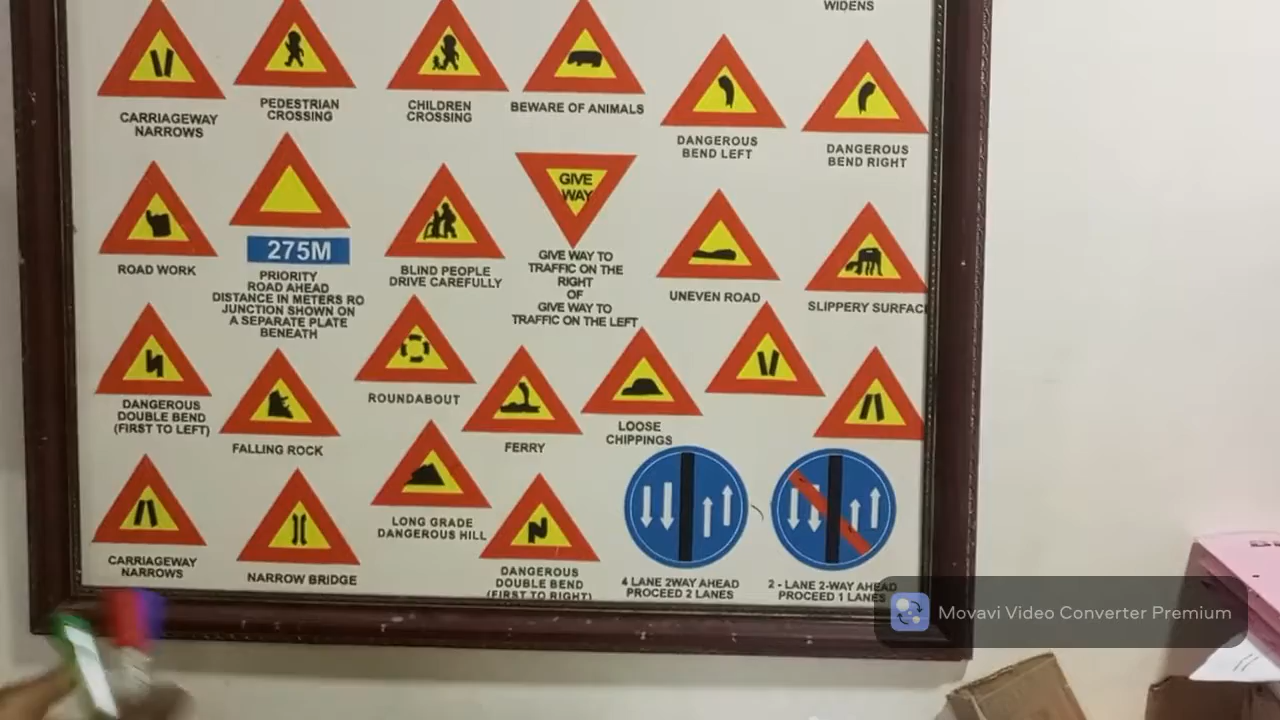 WIDENS
CARRIAGEWAY
NARROWS
PEDESTRIAN
CROSSING
CHILDREN
CROSSING
BEWARE OF ANIMALS
DANGEROUS
BEND LEFT
DANGEROUS
BEND RIGHT
ROAD WORK
275M
PRIORITY
ROAD AHEAD
DISTANCE IN METERS RO
JUNCTION SHOWN ON
A SEPARATE PLATE
BENEATH
BLIND PEOPLE
DRIVE CAREFULLY
GIVE
WAY
GIVE WAY TO
TRAFFIC ON THE
RIGHT
OF
GIVE WAY TO
TRAFFIC ON THE LEFT
UNEVEN ROAD
SLIPPERY SURFAC
DANGEROUS
DOUBLE BEND
(FIRST TO LEFT)
FALLING ROCK
ROUNDABOUT
FERRY
LOOSE
CHIPPINGS
CARRIAGEWAY
NARROWS
NARROW BRIDGE
LONG GRADE
DANGEROUS HILL
DANGEROUS
DOUBLE BEND
(FIRST TO RIGHT)
4 LANE 2WAY AHEAD
PROCEED 2 LANES
2 - LANE 2-WAY AHEAD
PROCEED 1 LANES
Movavi Video Converter Premium